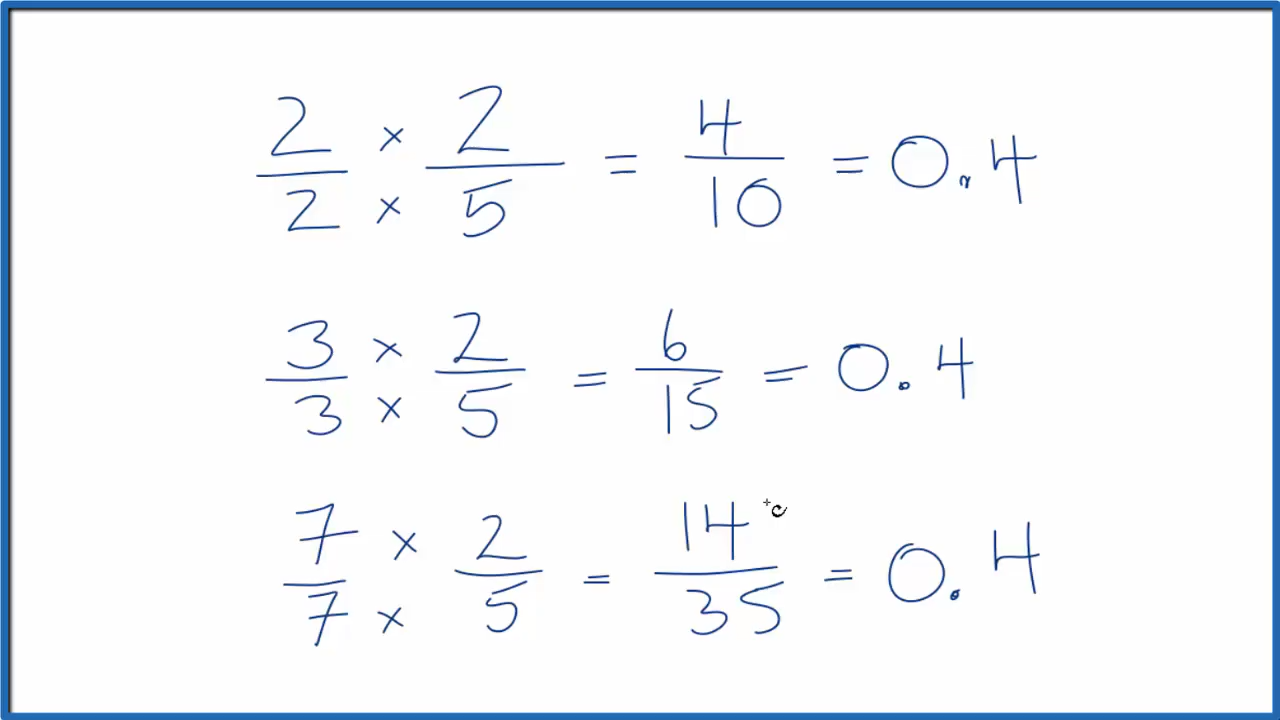 2/2 × 2/5 = 4/10 = 0.4
3/3 × 2/5 = 6/15 = 0.4
7/7 × 2/5 = 14/35 = 0.4